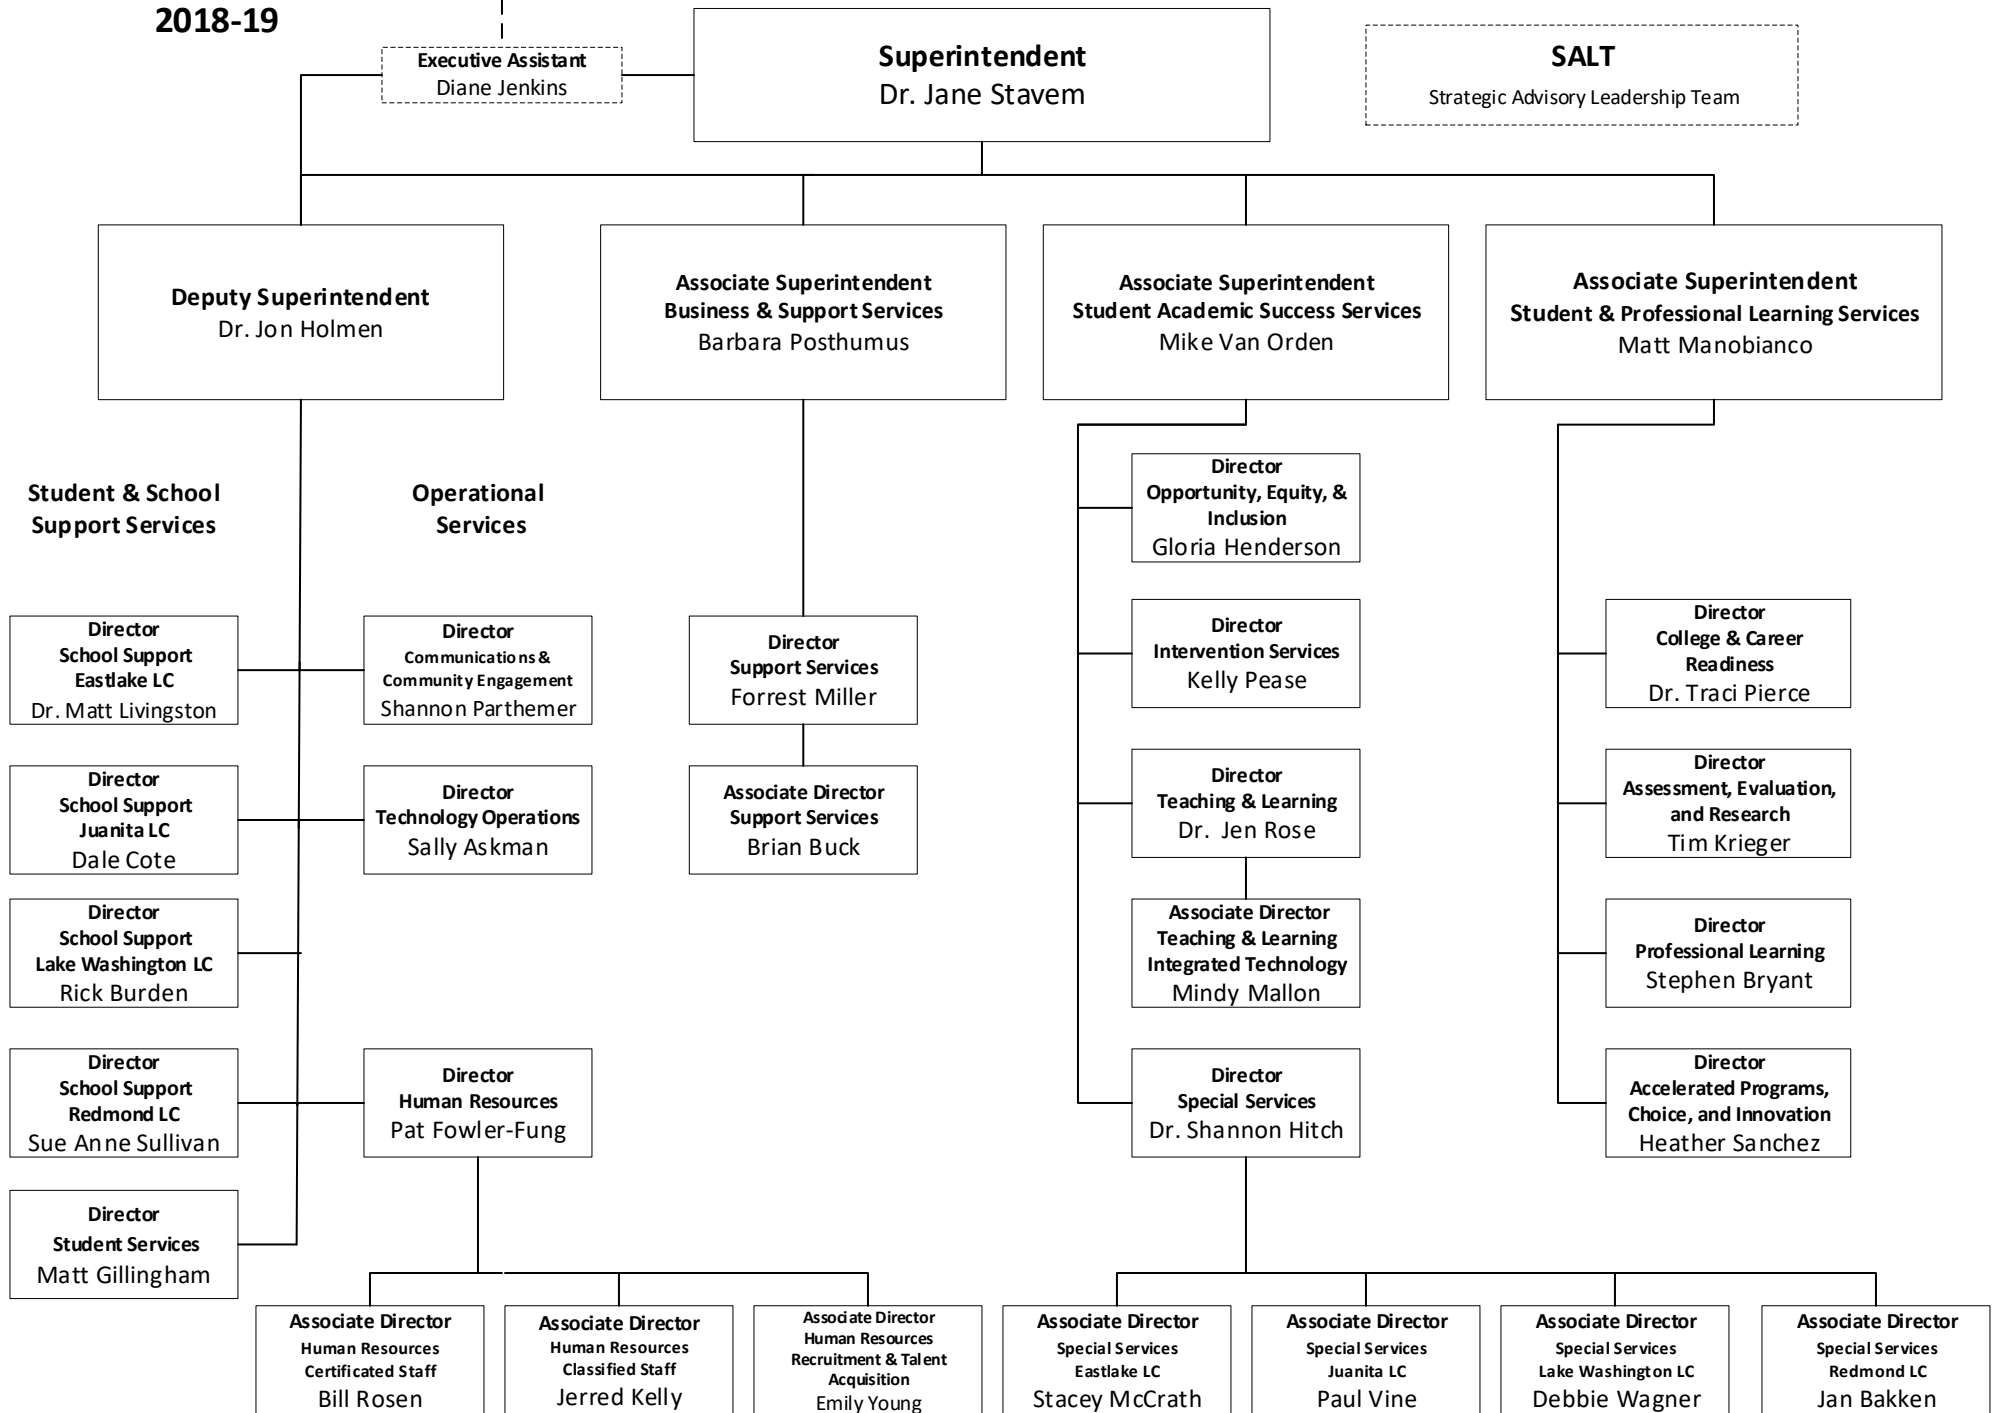 2018-19
Executive Assistant
Diane Jenkins
Superintendent
Dr. Jane Stavem
SALT
Strategic Advisory Leadership Team
Deputy Superintendent
Dr. Jon Holmen
Associate Superintendent
Business & Support Services
Barbara Posthumus
Associate Superintendent
Student Academic Success Services
Mike Van Orden
Associate Superintendent
Student & Professional Learning Services
Matt Manobianco
Student & School
Support Services
Operational
Services
Director
School Support
Eastlake LC
Dr. Matt Livingston
Director
School Support
Juanita LC
Dale Cote
Director
School Support
Lake Washington LC
Rick Burden
Director
School Support
Redmond LC
Sue Anne Sullivan
Director
Student Services
Matt Gillingham
Director
Communications &
Community Engagement
Shannon Parthemer
Director
Technology Operations
Sally Askman
Director
Human Resources
Pat Fowler-Fung
Director
Support Services
Forrest Miller
Associate Director
Support Services
Brian Buck
Director
Opportunity, Equity, &
Inclusion
Gloria Henderson
Director
Intervention Services
Kelly Pease
Director
Teaching & Learning
Dr. Jen Rose
Associate Director
Teaching & Learning
Integrated Technology
Mindy Mallon
Director
Special Services
Dr. Shannon Hitch
Director
College & Career
Readiness
Dr. Traci Pierce
Director
Assessment, Evaluation,
and Research
Tim Krieger
Director
Professional Learning
Stephen Bryant
Director
Accelerated Programs,
Choice, and Innovation
Heather Sanchez
Associate Director
Human Resources
Certificated Staff
Bill Rosen
Associate Director
Human Resources
Classified Staff
Jerred Kelly
Associate Director
Human Resources
Recruitment & Talent
Acquisition
Emily Young
Associate Director
Special Services
Eastlake LC
Stacey McCrath
Associate Director
Special Services
Juanita LC
Paul Vine
Associate Director
Special Services
Lake Washington LC
Debbie Wagner
Associate Director
Special Services
Redmond LC
Jan Bakken